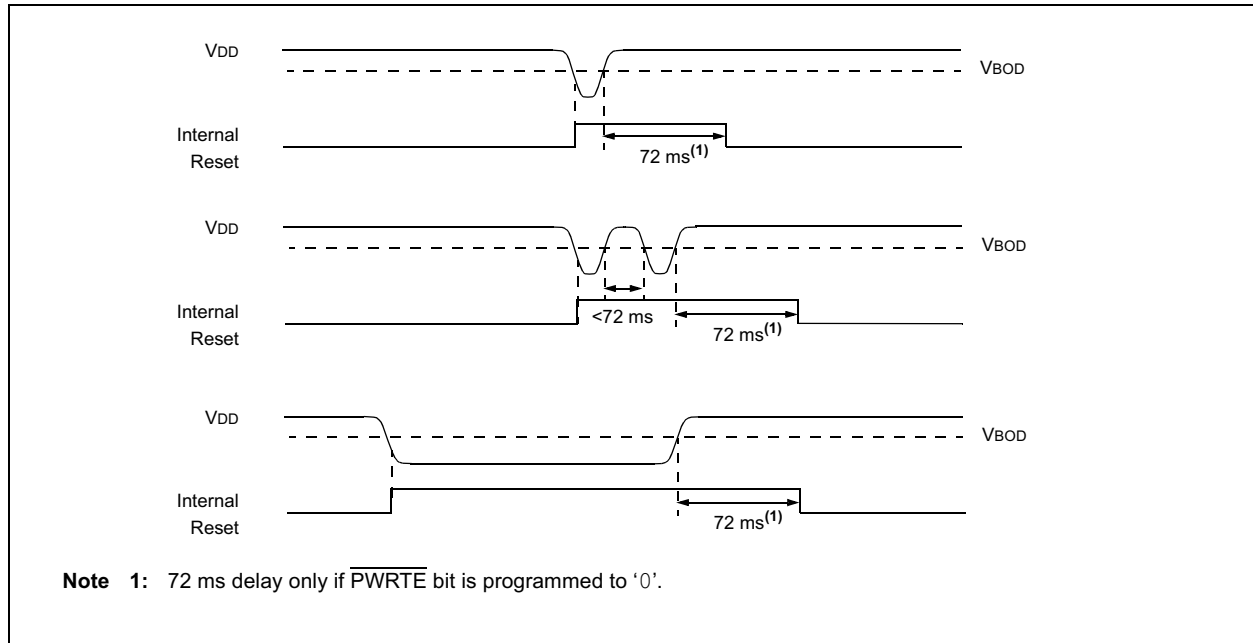 VDD
VBOD
Internal
Reset
72 ms(1)
VDD
VBOD
Internal
Reset
<72 ms
72 ms(1)
VDD
VBOD
Internal
Reset
72 ms(1)
Note 1: 72 ms delay only if PWRTE bit is programmed to ‘0’.